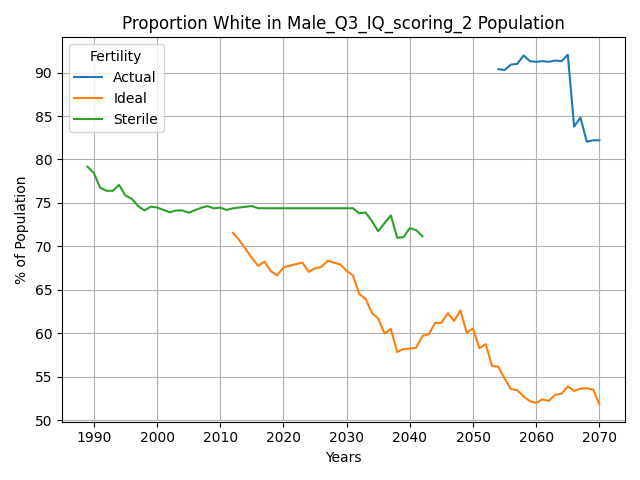 Proportion White in Male_Q3_IQ_scoring_2 Population
Fertility
Actual
Ideal
Sterile
% of Population
90
85
80
75
70
65
60
55
50
1990 2000 2010 2020 2030 2040 2050 2060 2070
Years